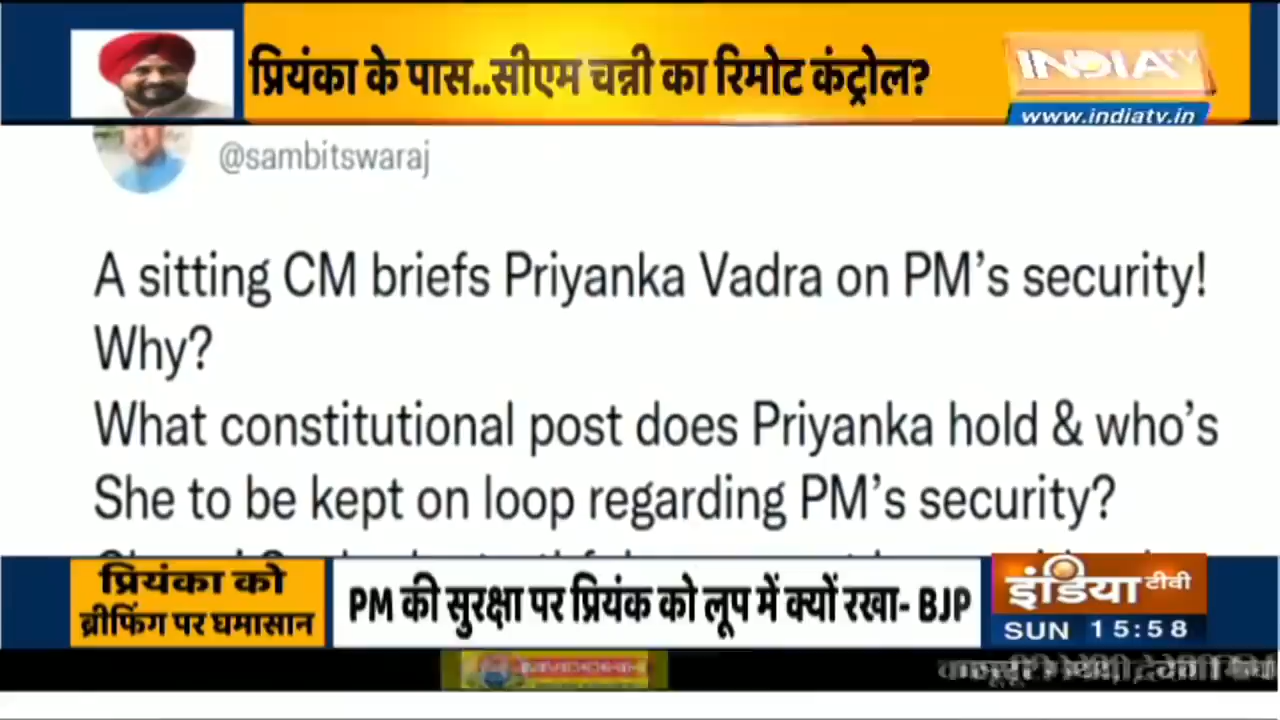 प्रियंका के पास..सीएम चन्नी का रिमोट कंट्रोल?
INDIA TV
www.indiatv.in
@sambitswaraj
A sitting CM briefs Priyanka Vadra on PM's security!
Why?
What constitutional post does Priyanka hold & who's
She to be kept on loop regarding PM's security?
प्रियंका को
ब्रीफिंग पर घमासान
PM की सुरक्षा पर प्रियंक को लूप में क्यों रखा- BJP
इंडिया टीवी
SUN 15:58